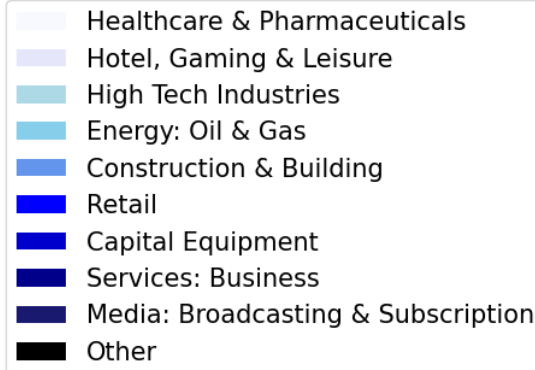 Healthcare & Pharmaceuticals
Hotel, Gaming & Leisure
High Tech Industries
Energy: Oil & Gas
Construction & Building
Retail
Capital Equipment
Services: Business
Media: Broadcasting & Subscription
Other